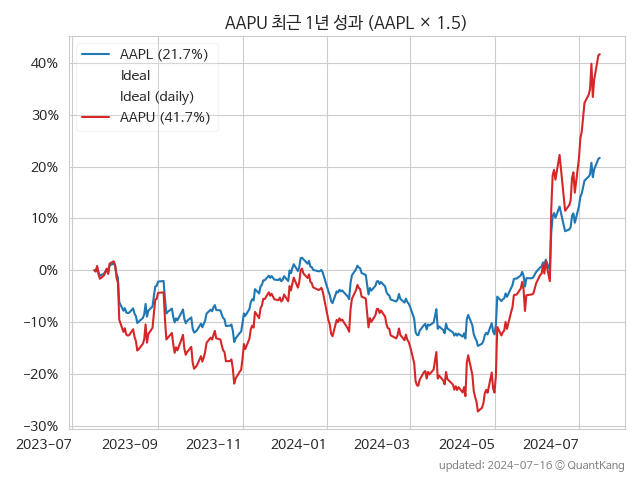 AAPU 최근 1년 성과 (AAPL × 1.5)
AAPL (21.7%)
Ideal
Ideal (daily)
AAPU (41.7%)
40%
30%
20%
10%
0%
−10%
−20%
−30%
2023-07 2023-09 2023-11 2024-01 2024-03 2024-05 2024-07
updated: 2024-07-16 © QuantKang